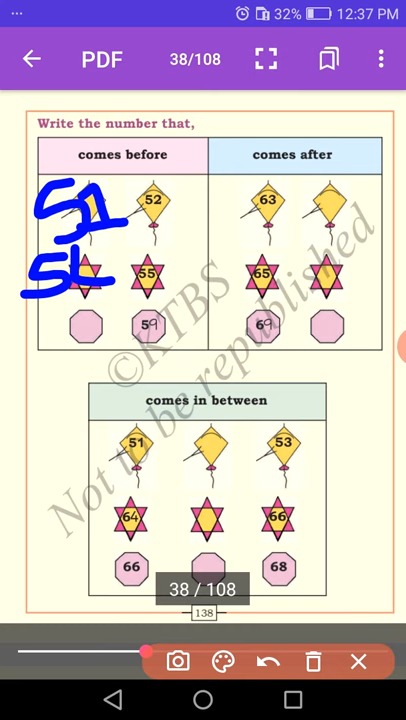 32% 12:37 PM
PDF 38/108
Write the number that,
comes before comes after
51 52 63
54 55 65
59 69
©KTBS
Not to be republished
comes in between
51 53
64 66
66 68
38 / 108
138